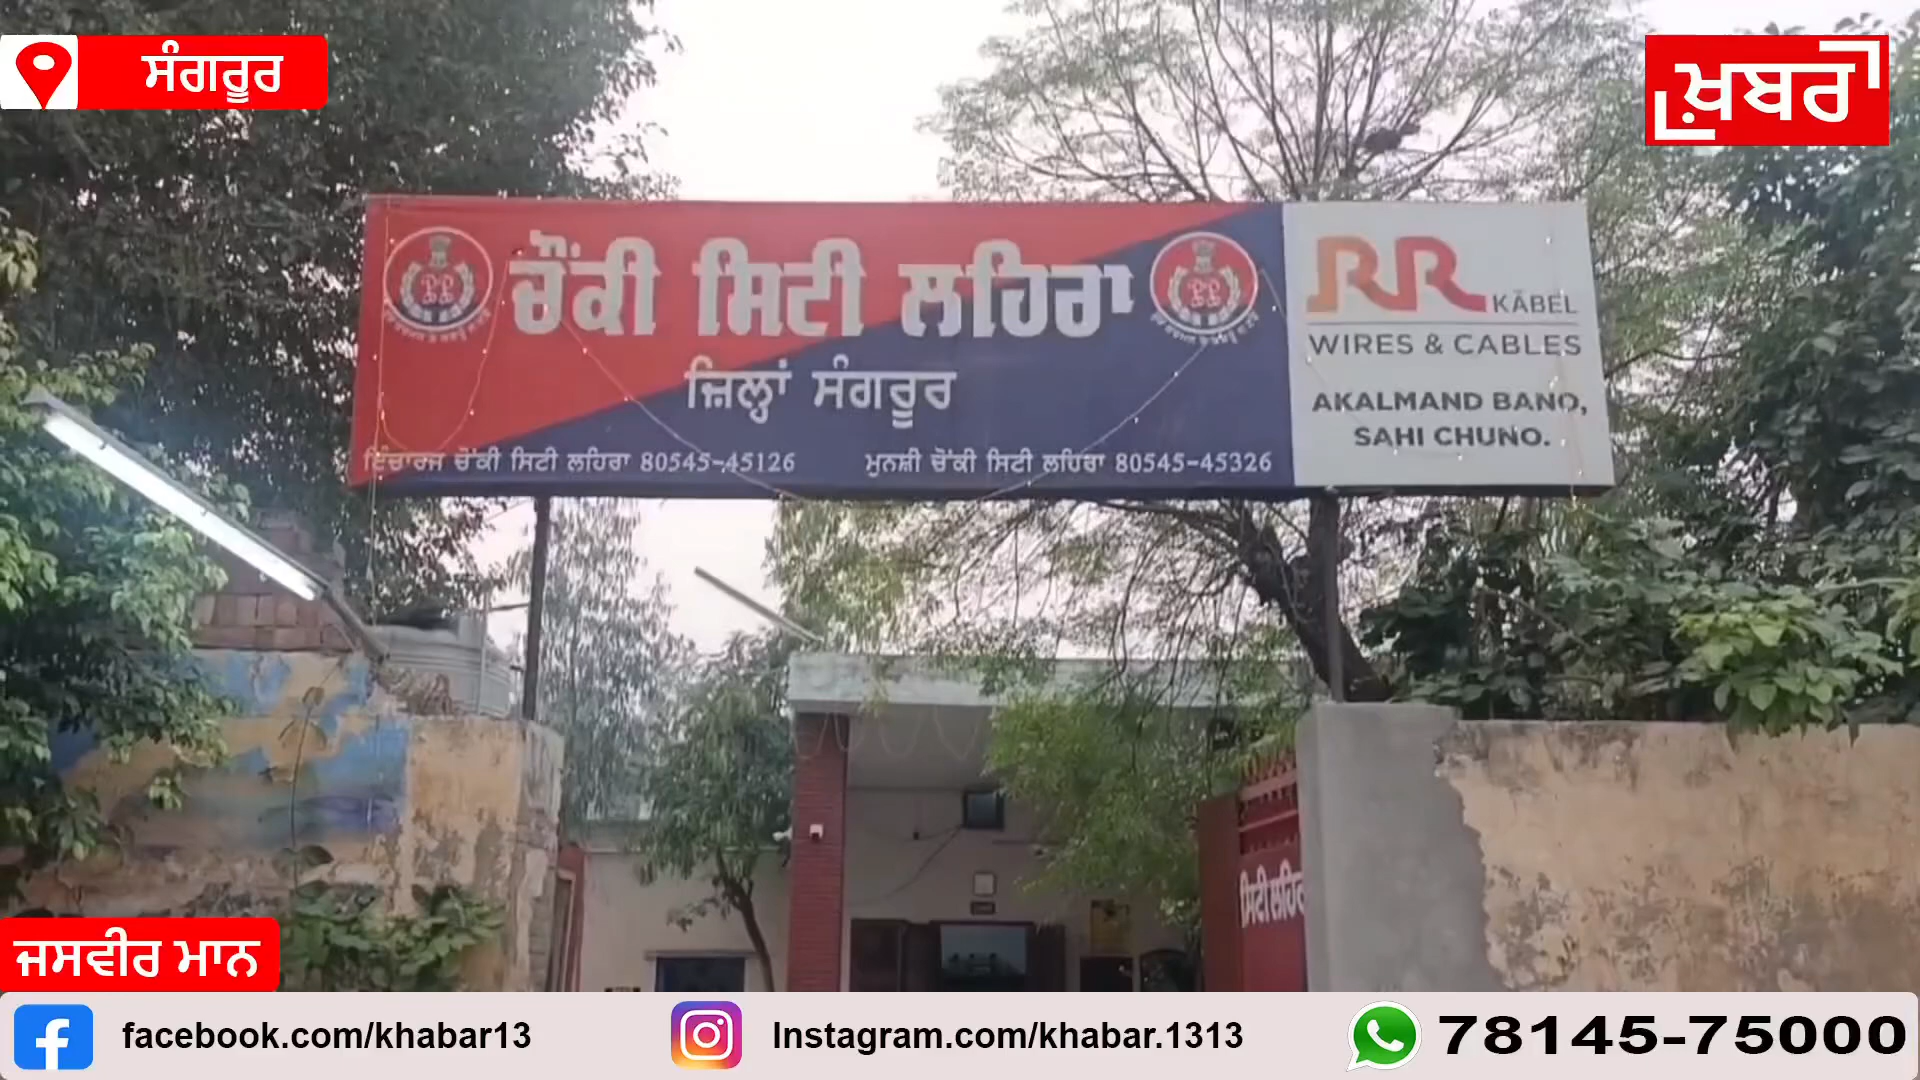 ਸੰਗਰੂਰ
ਖ਼ਬਰ
ਚੌਂਕੀ ਸਿਟੀ ਲਹਿਰਾ
ਜ਼ਿਲ੍ਹਾਂ ਸੰਗਰੂਰ
ਇੰਚਾਰਜ ਚੋਂਕੀ ਸਿਟੀ ਲਹਿਰਾ 80545-45126
ਮੁਨਸ਼ੀ ਚੋਂਕੀ ਸਿਟੀ ਲਹਿਰਾ 80545-45326
RR KABEL
WIRES & CABLES
AKALMAND BANO,
SAHI CHUNO.
ਸਿਟੀ ਲਹਿਰ
ਜਸਵੀਰ ਮਾਨ
facebook.com/khabar13
Instagram.com/khabar.1313
78145-75000